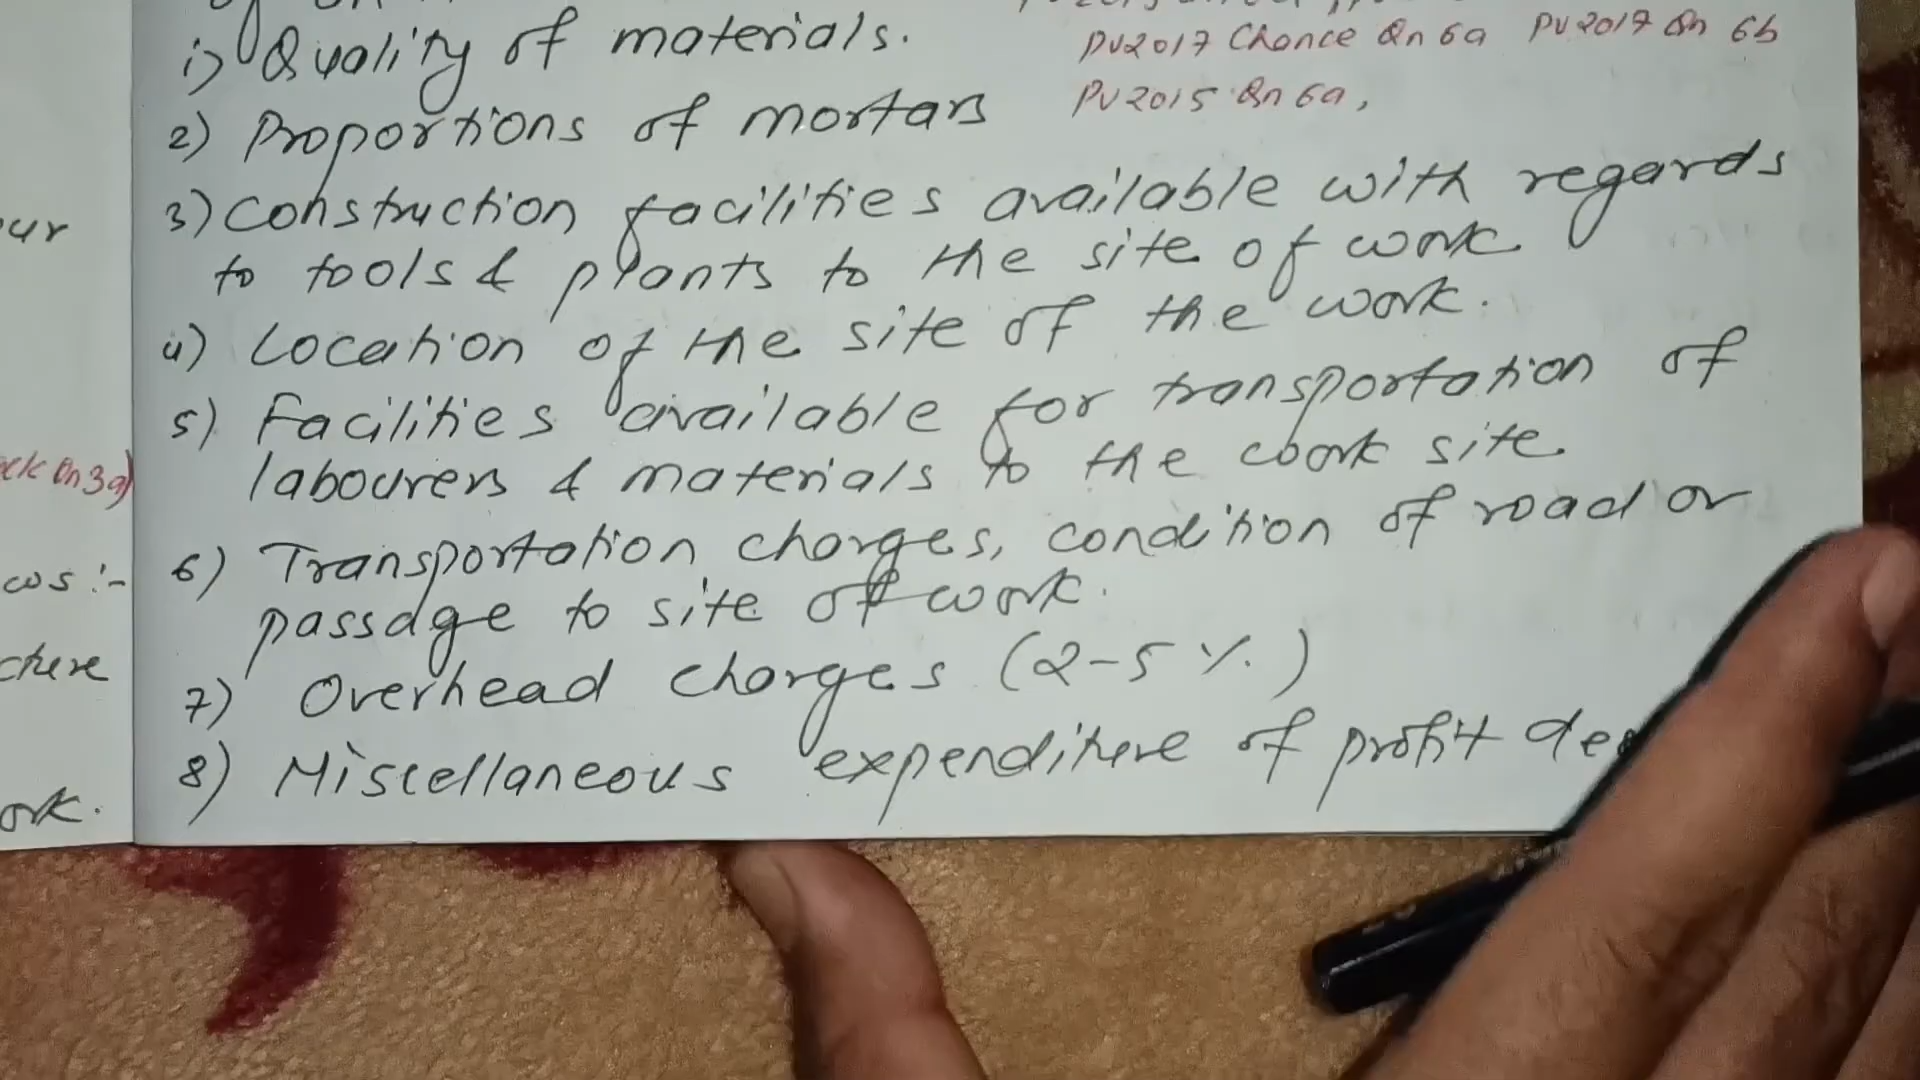 i) Quality of materials.
PU2017 Chance Qn 6a PU2017 Qn 6b
PU2015 Qn 6a,
2) Proportions of mortars
3) Construction facilities available with regards
to tools & plants to the site of work
4) Location of the site of the work.
5) Facilities available for transportation of
labourers & materials to the work site.
6) Transportation charges, condition of road or
passage to site of work.
7) Overhead charges (2-5%)
8) Miscellaneous expenditure of profit
Qn 3a)